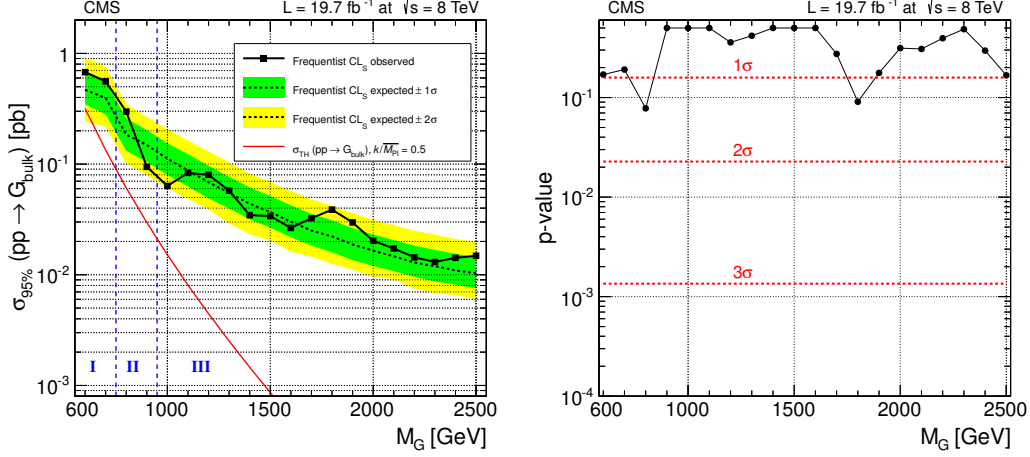 CMS L = 19.7 fb⁻¹ at √s = 8 TeV
σ95% (pp → Gbulk) [pb]
1
10⁻¹
10⁻²
10⁻³
Frequentist CLS observed
Frequentist CLS expected ± 1σ
Frequentist CLS expected ± 2σ
σTH (pp → Gbulk), k/M̅Pl = 0.5
I II III
600 1000 1500 2000 2500
MG [GeV]
CMS L = 19.7 fb⁻¹ at √s = 8 TeV
p-value
10⁻¹
10⁻²
10⁻³
10⁻⁴
1σ
2σ
3σ
600 1000 1500 2000 2500
MG [GeV]